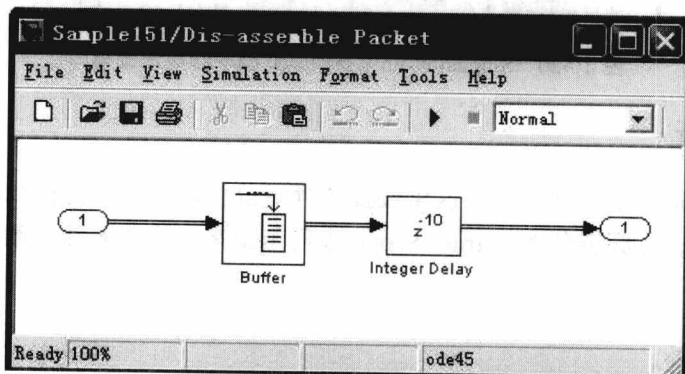 Sample151/Dis-assemble Packet
File Edit View Simulation Format Tools Help
Normal
1
z-10
1
Buffer
Integer Delay
Ready 100% ode45